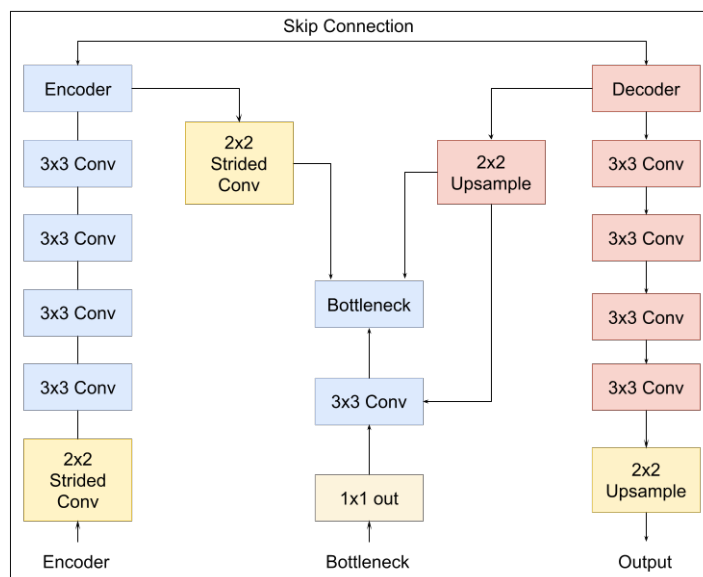 Skip Connection
Encoder
Decoder
3x3 Conv
2x2
Strided
Conv
2x2
Upsample
3x3 Conv
3x3 Conv
3x3 Conv
3x3 Conv
Bottleneck
3x3 Conv
3x3 Conv
3x3 Conv
3x3 Conv
3x3 Conv
2x2
Strided
Conv
1x1 out
2x2
Upsample
Encoder
Bottleneck
Output